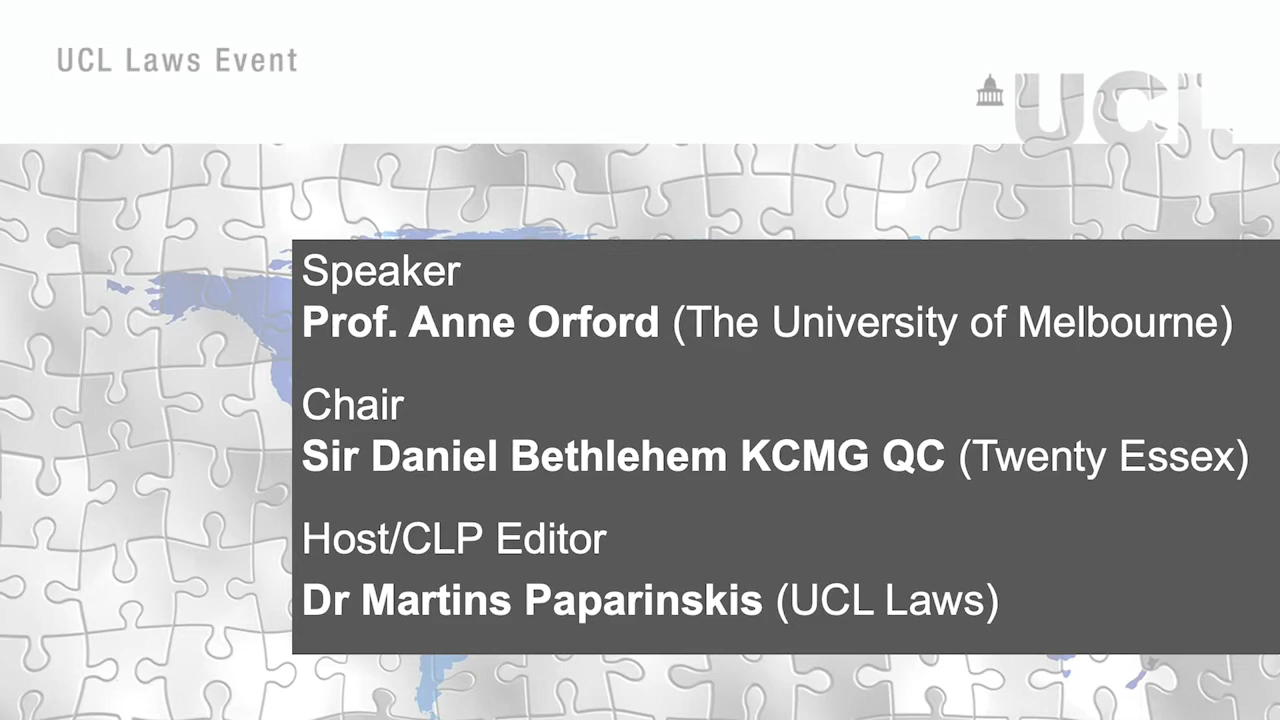 UCL Laws Event
UCL
Speaker
Prof. Anne Orford (The University of Melbourne)
Chair
Sir Daniel Bethlehem KCMG QC (Twenty Essex)
Host/CLP Editor
Dr Martins Paparinskis (UCL Laws)